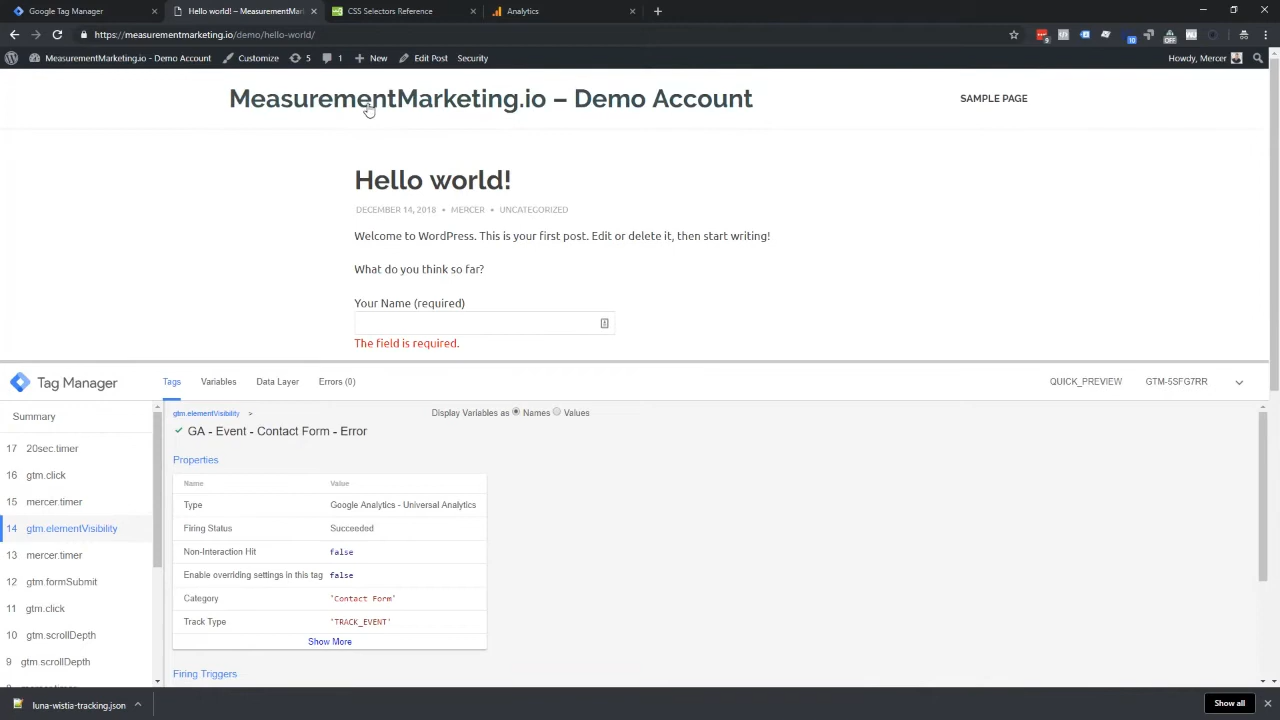 Google Tag Manager
Hello world! – MeasurementMar
CSS Selectors Reference
Analytics
https://measurementmarketing.io/demo/hello-world/
MeasurementMarketing.io - Demo Account
Customize
5
1
New
Edit Post
Security
Howdy, Mercer
MeasurementMarketing.io – Demo Account
SAMPLE PAGE
Hello world!
DECEMBER 14, 2018 • MERCER • UNCATEGORIZED
Welcome to WordPress. This is your first post. Edit or delete it, then start writing!
What do you think so far?
Your Name (required)
The field is required.
Tag Manager
Tags
Variables
Data Layer
Errors (0)
QUICK_PREVIEW
GTM-5SFG7RR
Summary
17 20sec.timer
16 gtm.click
15 mercer.timer
14 gtm.elementVisibility
13 mercer.timer
12 gtm.formSubmit
11 gtm.click
10 gtm.scrollDepth
9 gtm.scrollDepth
gtm.elementVisibility >
Display Variables as Names Values
GA - Event - Contact Form - Error
Properties
Name Value
Type Google Analytics - Universal Analytics
Firing Status Succeeded
Non-Interaction Hit false
Enable overriding settings in this tag false
Category 'Contact Form'
Track Type 'TRACK_EVENT'
Show More
Firing Triggers
luna-wistia-tracking.json
Show all